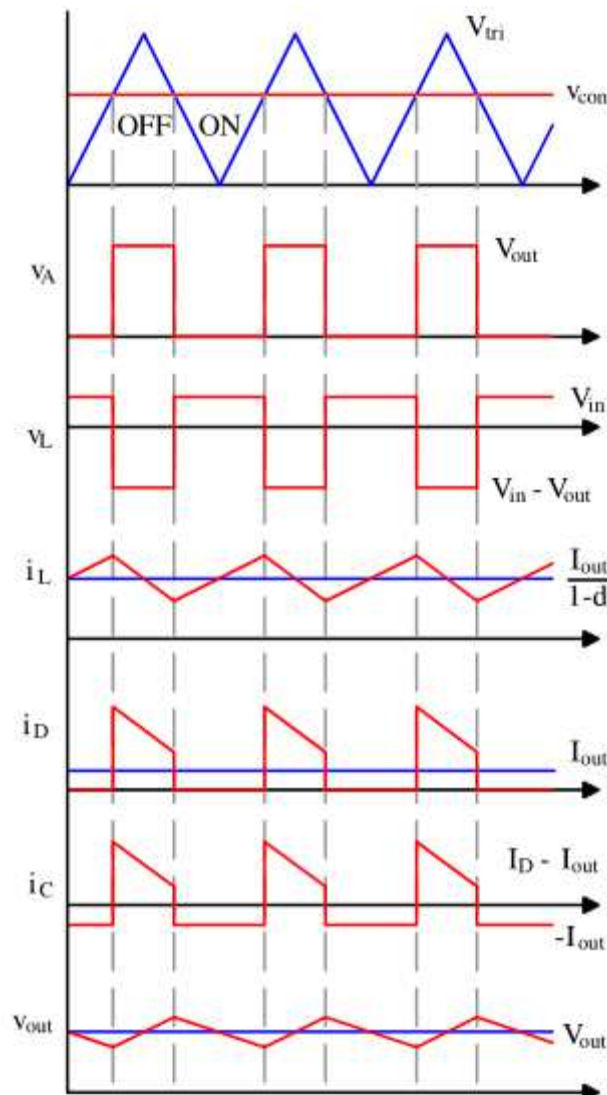 V_tri
v_con
OFF ON
v_A
V_out
V_in
v_L
V_in - V_out
i_L
I_out
1-d
i_D
I_out
I_D - I_out
i_C
-I_out
v_out
V_out